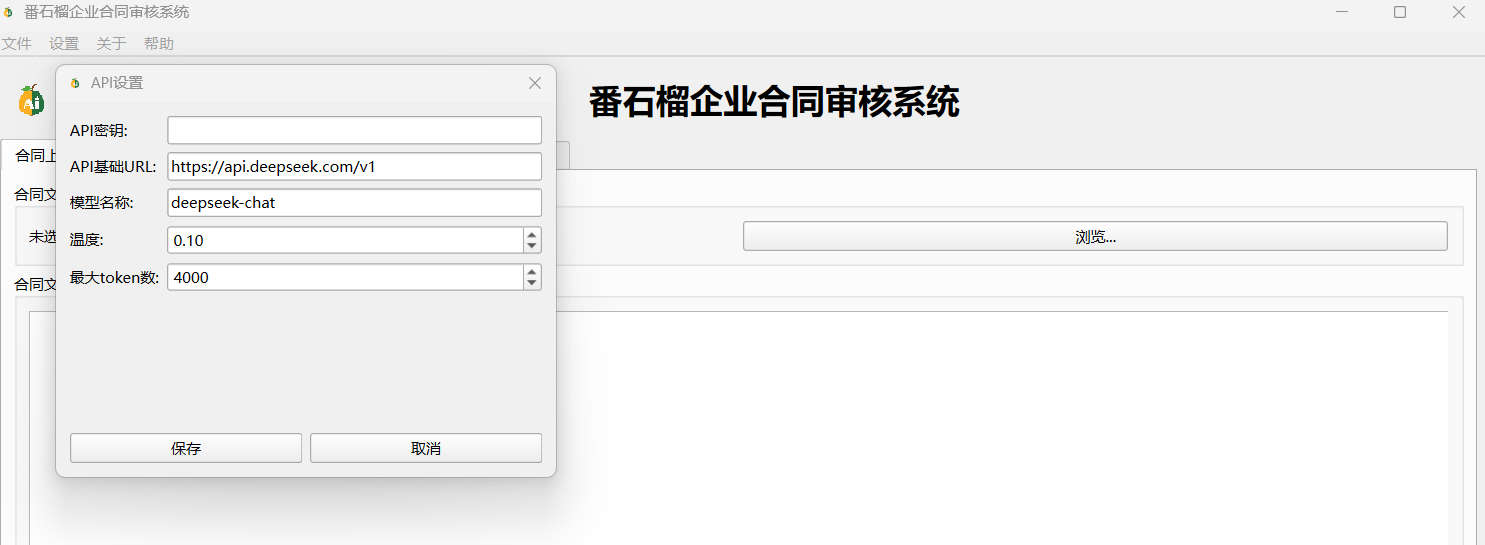 番石榴企业合同审核系统
文件 设置 关于 帮助
Ai
API设置
番石榴企业合同审核系统
API密钥:
API基础URL: https://api.deepseek.com/v1
模型名称: deepseek-chat
温度: 0.10
最大token数: 4000
保存 取消
合同上
合同文
未选
浏览...
合同文